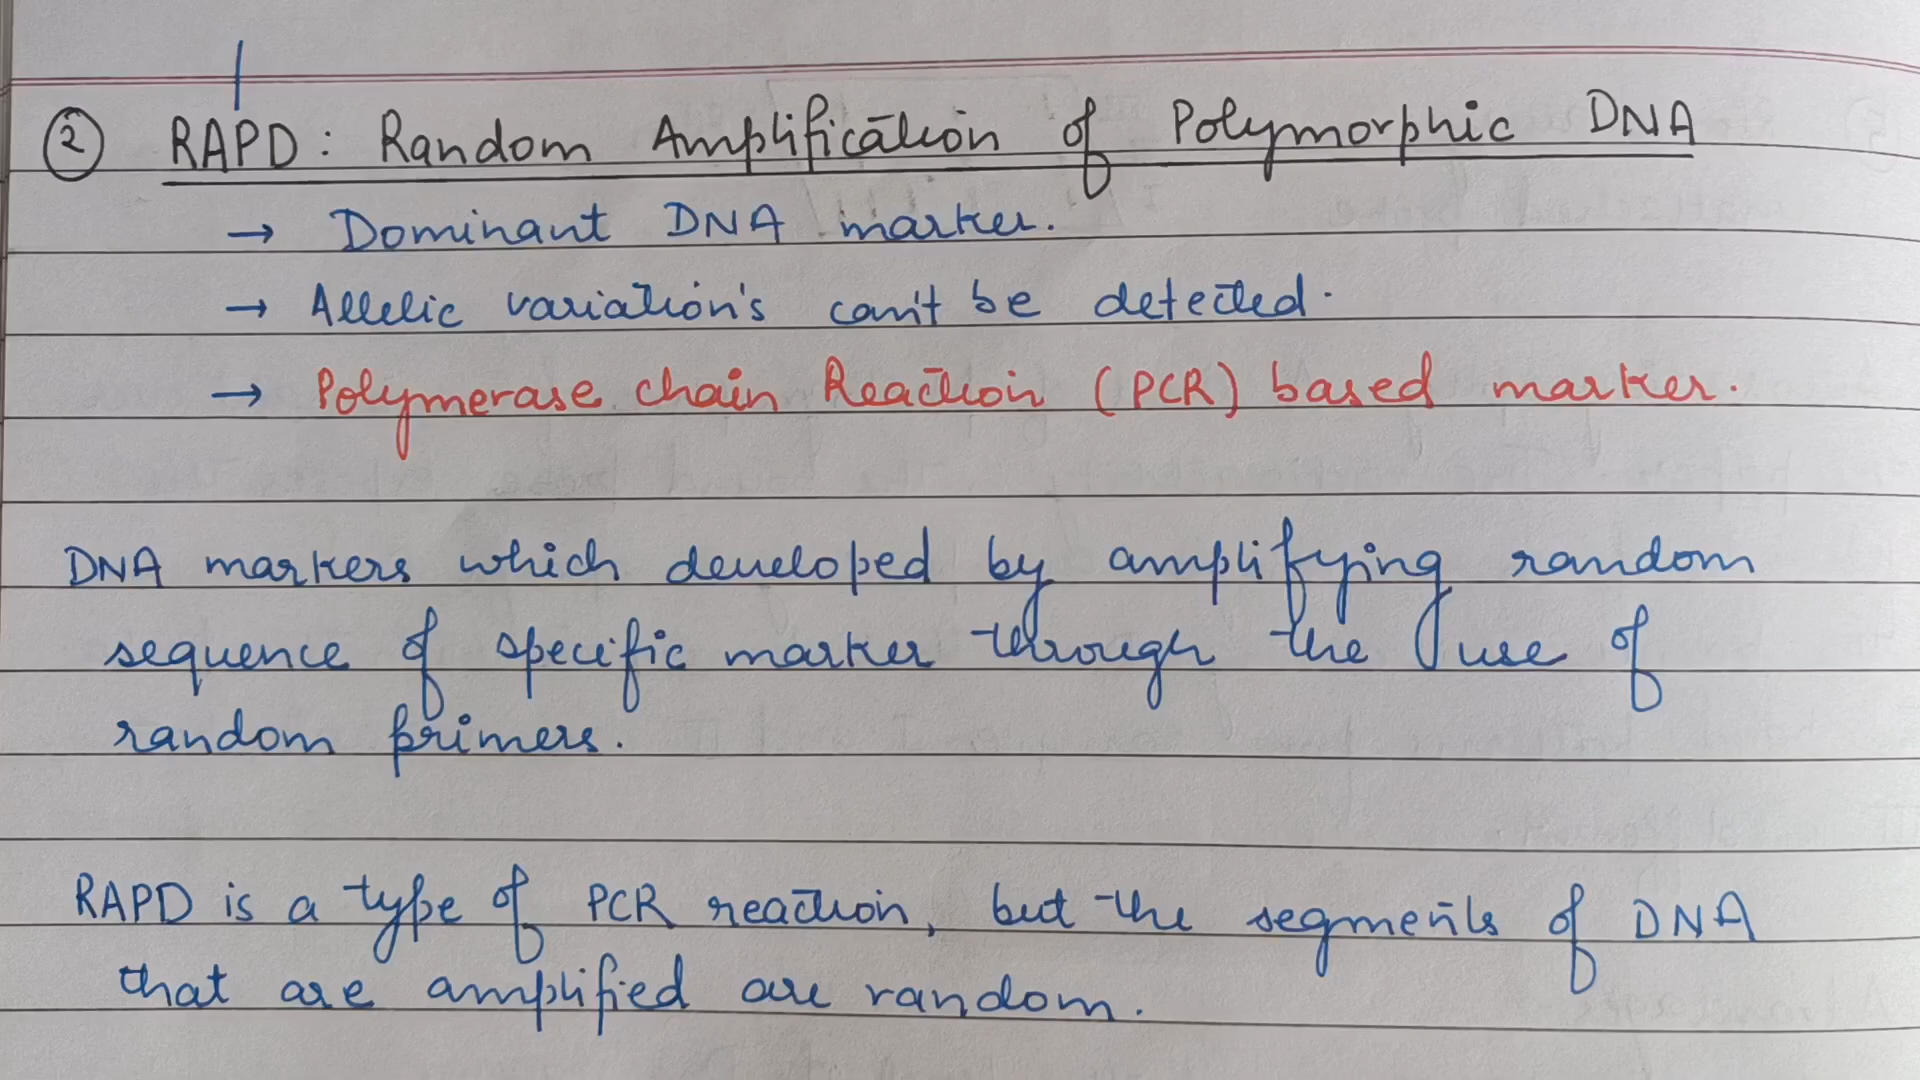 ② RAPD: Random Amplification of Polymorphic DNA
→ Dominant DNA marker.
→ Allelic variation's can't be detected.
→ Polymerase chain Reaction (PCR) based marker.
DNA markers which developed by amplifying random
sequence of specific marker through the use of
random primers.
RAPD is a type of PCR reaction, but the segments of DNA
that are amplified are random.